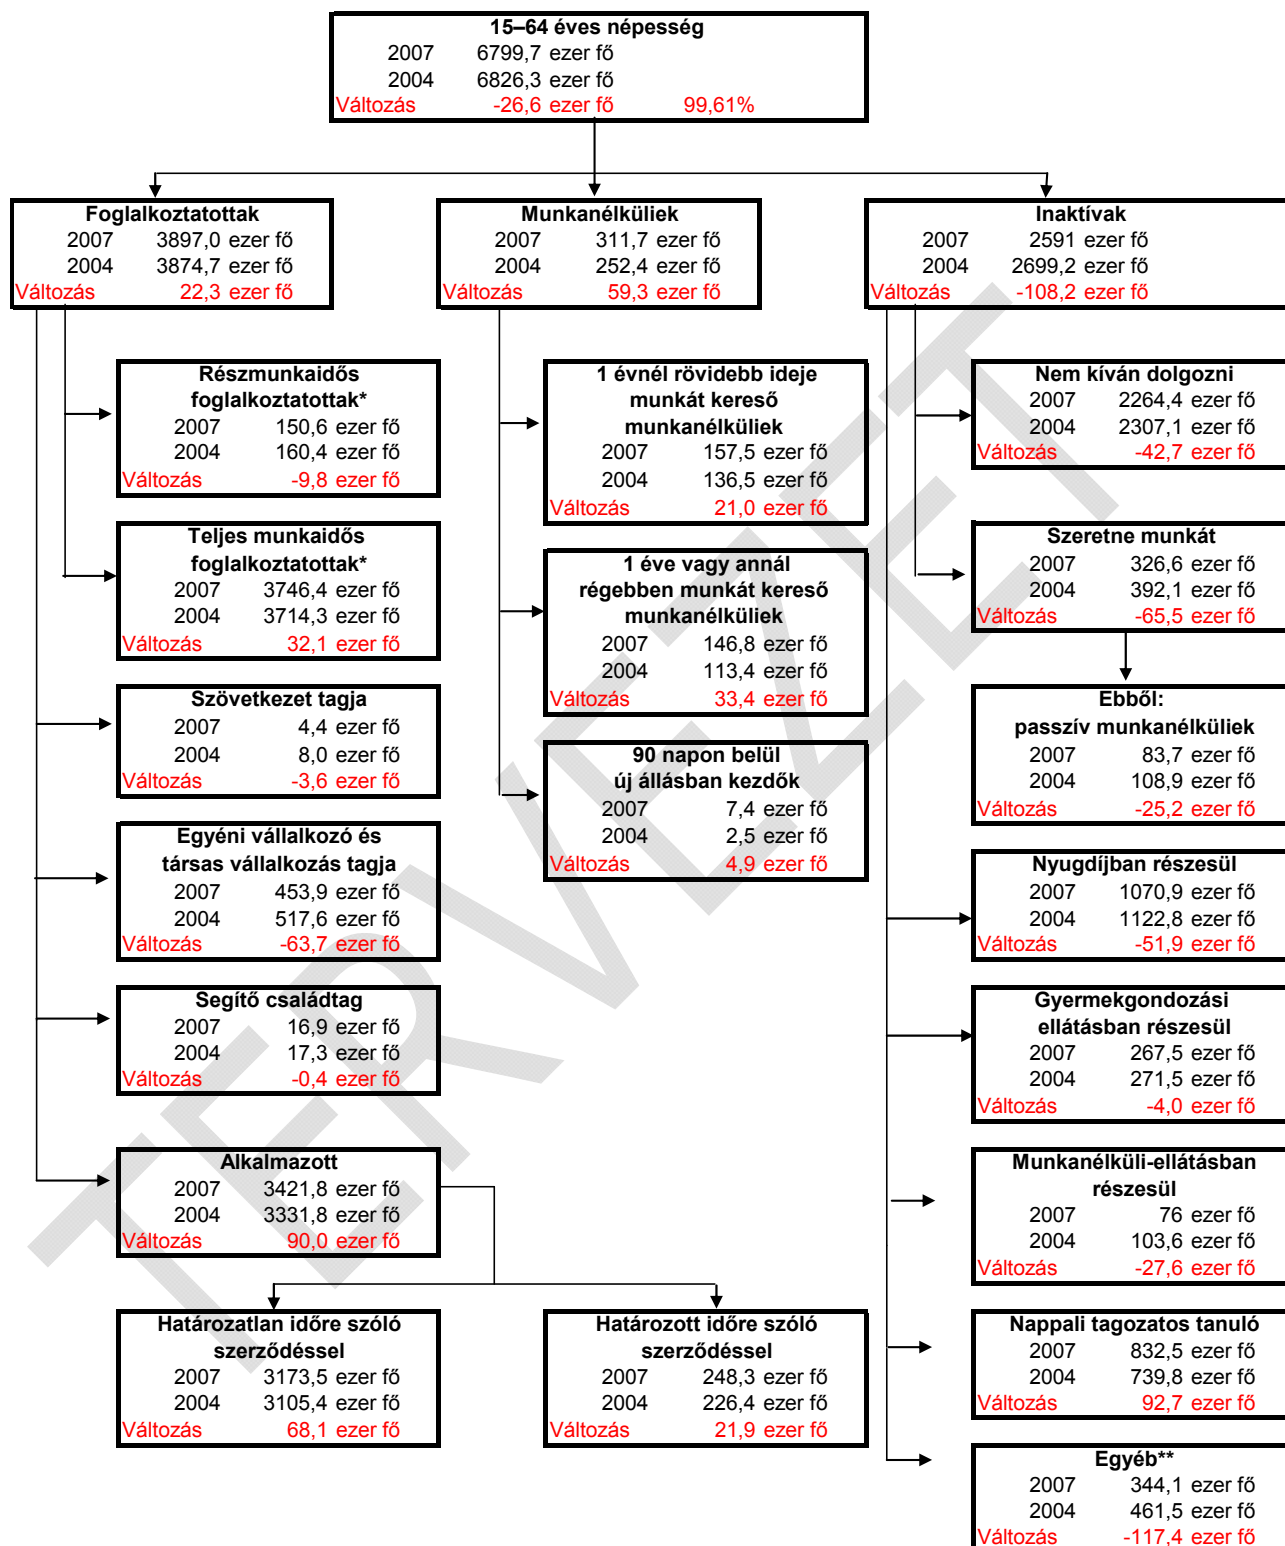 15–64 éves népesség
2007 6799,7 ezer fő
2004 6826,3 ezer fő
Változás -26,6 ezer fő 99,61%
Foglalkoztatottak
2007 3897,0 ezer fő
2004 3874,7 ezer fő
Változás 22,3 ezer fő
Munkanélküliek
2007 311,7 ezer fő
2004 252,4 ezer fő
Változás 59,3 ezer fő
Inaktívak
2007 2591 ezer fő
2004 2699,2 ezer fő
Változás -108,2 ezer fő
Részmunkaidős
foglalkoztatottak*
2007 150,6 ezer fő
2004 160,4 ezer fő
Változás -9,8 ezer fő
Teljes munkaidős
foglalkoztatottak*
2007 3746,4 ezer fő
2004 3714,3 ezer fő
Változás 32,1 ezer fő
Szövetkezet tagja
2007 4,4 ezer fő
2004 8,0 ezer fő
Változás -3,6 ezer fő
Egyéni vállalkozó és
társas vállalkozás tagja
2007 453,9 ezer fő
2004 517,6 ezer fő
Változás -63,7 ezer fő
Segítő családtag
2007 16,9 ezer fő
2004 17,3 ezer fő
Változás -0,4 ezer fő
Alkalmazott
2007 3421,8 ezer fő
2004 3331,8 ezer fő
Változás 90,0 ezer fő
Határozatlan időre szóló
szerződéssel
2007 3173,5 ezer fő
2004 3105,4 ezer fő
Változás 68,1 ezer fő
Határozott időre szóló
szerződéssel
2007 248,3 ezer fő
2004 226,4 ezer fő
Változás 21,9 ezer fő
1 évnél rövidebb ideje
munkát kereső
munkanélküliek
2007 157,5 ezer fő
2004 136,5 ezer fő
Változás 21,0 ezer fő
1 éve vagy annál
régebben munkát kereső
munkanélküliek
2007 146,8 ezer fő
2004 113,4 ezer fő
Változás 33,4 ezer fő
90 napon belül
új állásban kezdők
2007 7,4 ezer fő
2004 2,5 ezer fő
Változás 4,9 ezer fő
Nem kíván dolgozni
2007 2264,4 ezer fő
2004 2307,1 ezer fő
Változás -42,7 ezer fő
Szeretne munkát
2007 326,6 ezer fő
2004 392,1 ezer fő
Változás -65,5 ezer fő
Ebből:
passzív munkanélküliek
2007 83,7 ezer fő
2004 108,9 ezer fő
Változás -25,2 ezer fő
Nyugdíjban részesül
2007 1070,9 ezer fő
2004 1122,8 ezer fő
Változás -51,9 ezer fő
Gyermekgondozási
ellátásban részesül
2007 267,5 ezer fő
2004 271,5 ezer fő
Változás -4,0 ezer fő
Munkanélküli-ellátásban
részesül
2007 76 ezer fő
2004 103,6 ezer fő
Változás -27,6 ezer fő
Nappali tagozatos tanuló
2007 832,5 ezer fő
2004 739,8 ezer fő
Változás 92,7 ezer fő
Egyéb**
2007 344,1 ezer fő
2004 461,5 ezer fő
Változás -117,4 ezer fő
TERVEZET